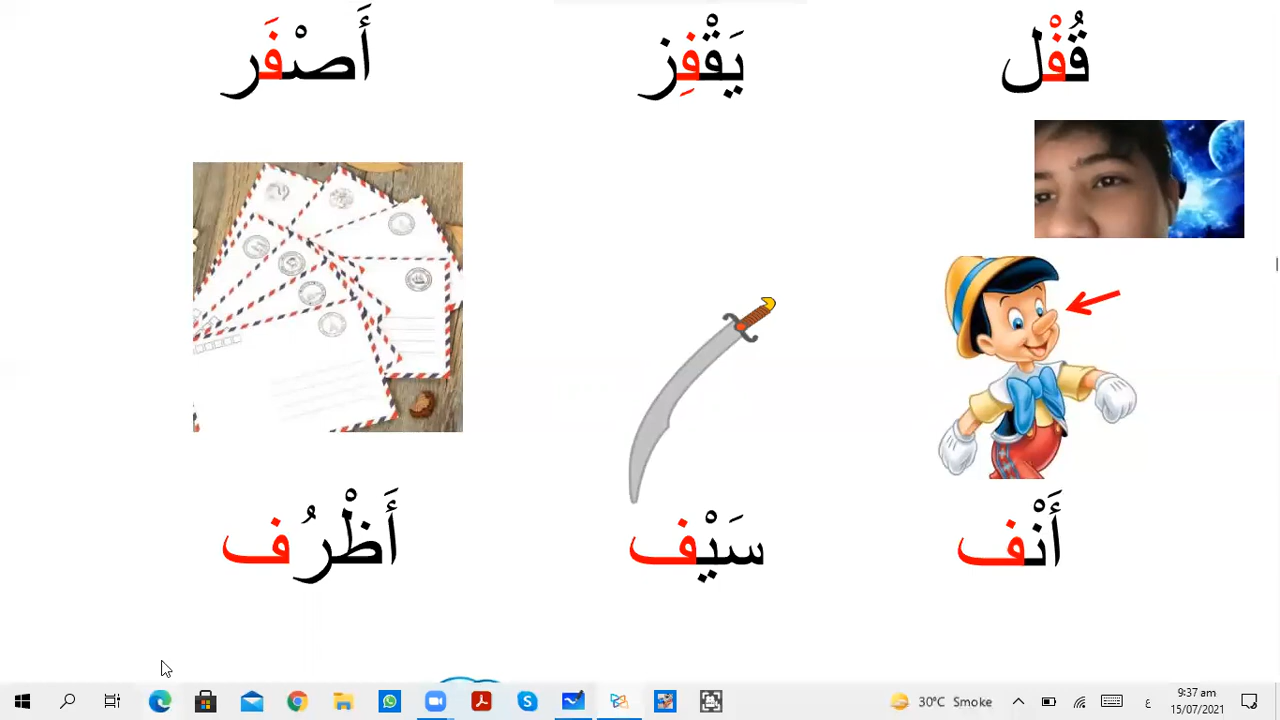 قُفْل يَقْفِز أَصْفَر
أَنْف سَيْف أَظْرُف
30°C Smoke
9:37 am
15/07/2021